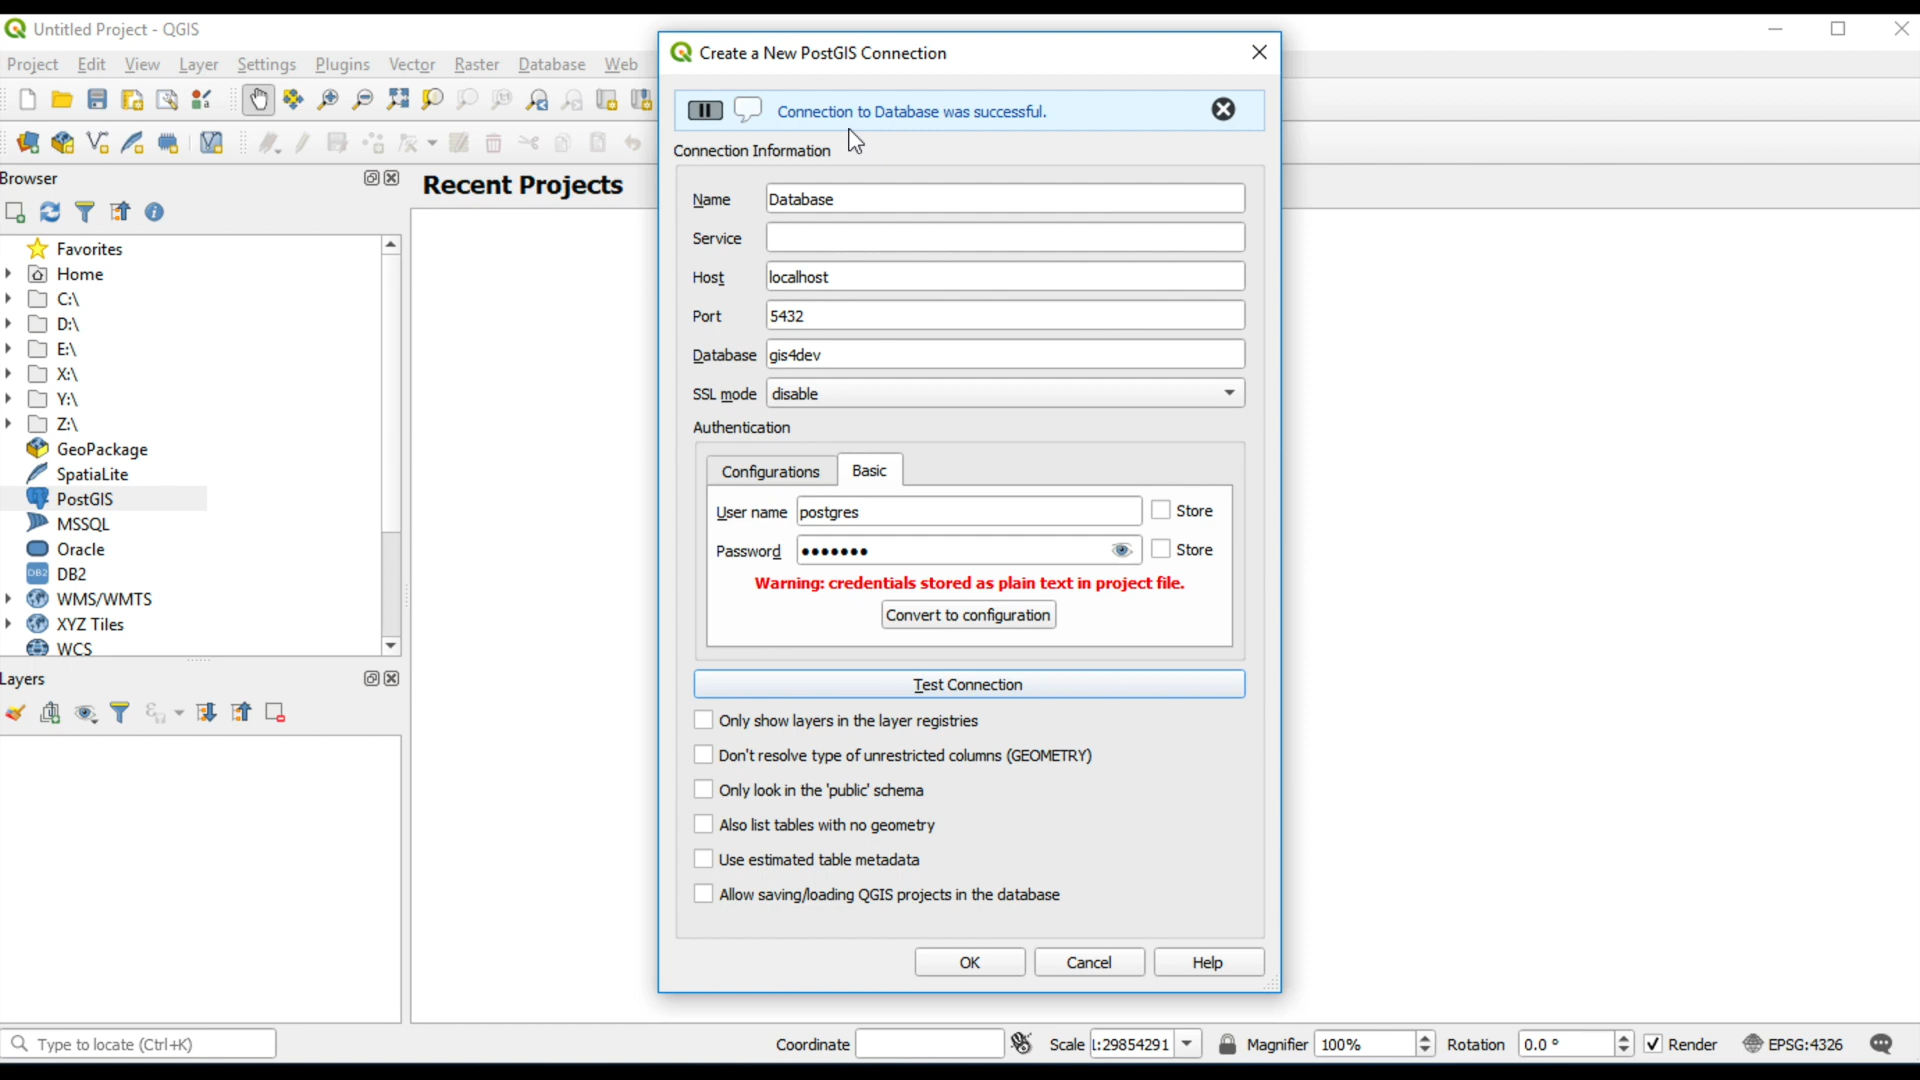 Untitled Project - QGIS
Project Edit View Layer Settings Plugins Vector Raster Database Web
Browser
Favorites
Home
C:\
D:\
E:\
X:\
Y:\
Z:\
GeoPackage
SpatiaLite
PostGIS
MSSQL
Oracle
DB2 DB2
WMS/WMTS
XYZ Tiles
WCS
Layers
Recent Projects
Create a New PostGIS Connection
Connection to Database was successful.
Connection Information
Name Database
Service
Host localhost
Port 5432
Database gis4dev
SSL mode disable
Authentication
Configurations Basic
User name postgres Store
Password ●●●●●●● Store
Warning: credentials stored as plain text in project file.
Convert to configuration
Test Connection
Only show layers in the layer registries
Don't resolve type of unrestricted columns (GEOMETRY)
Only look in the 'public' schema
Also list tables with no geometry
Use estimated table metadata
Allow saving/loading QGIS projects in the database
OK Cancel Help
Type to locate (Ctrl+K) Coordinate Scale 1:29854291 Magnifier 100% Rotation 0.0 ° Render EPSG:4326